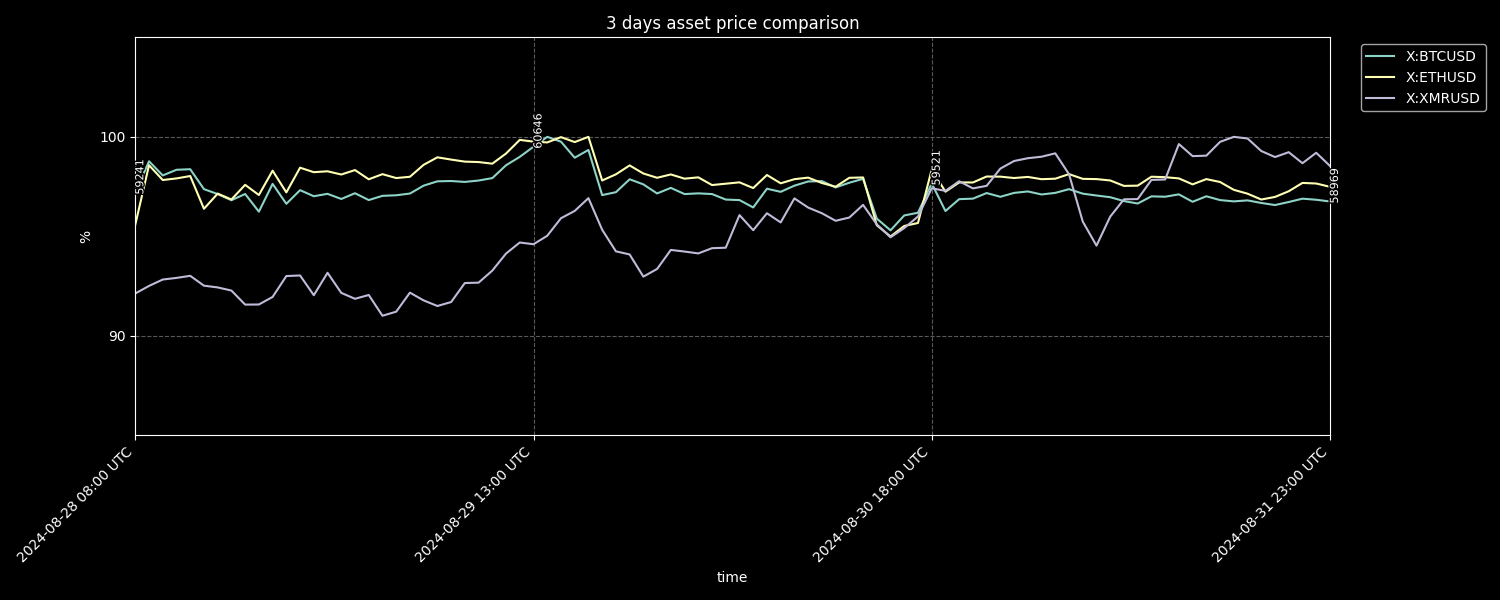 3 days asset price comparison
X:BTCUSD
X:ETHUSD
X:XMRUSD
100
90
%
59241
60646
59521
58969
2024-08-28 08:00 UTC
2024-08-29 13:00 UTC
2024-08-30 18:00 UTC
2024-08-31 23:00 UTC
time